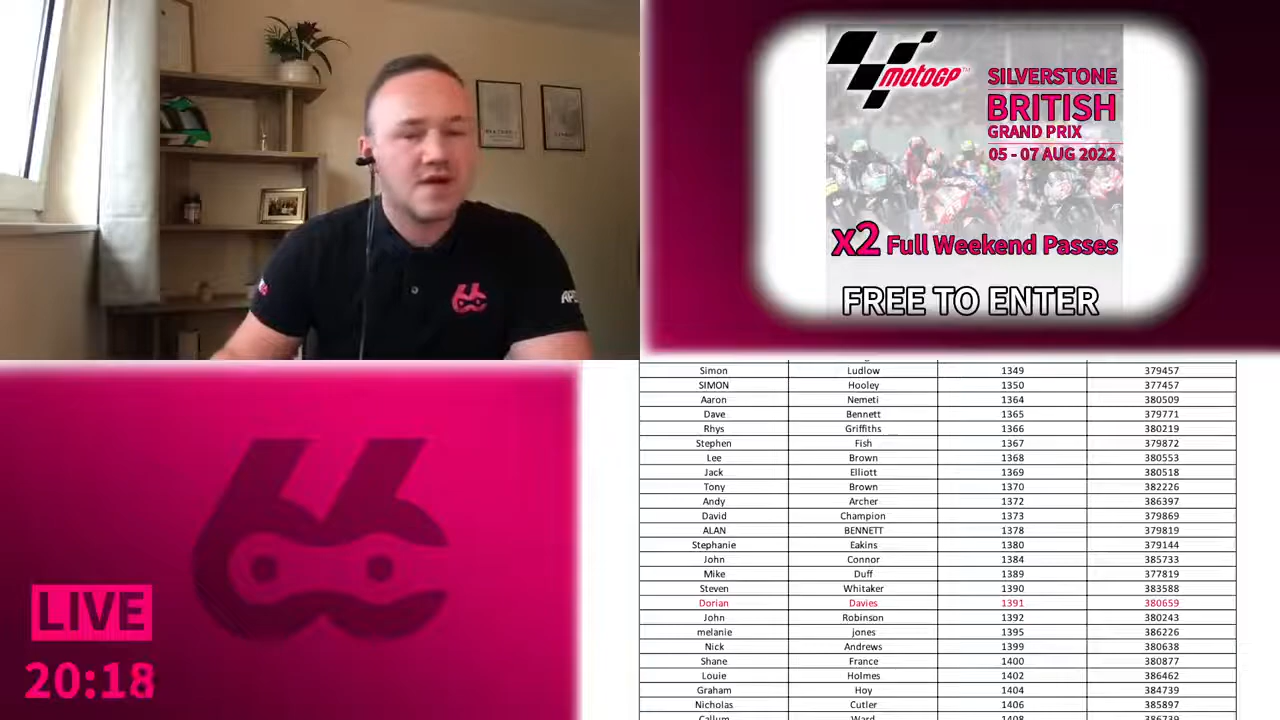 motoGP™
SILVERSTONE
BRITISH
GRAND PRIX
05 - 07 AUG 2022
x2 Full Weekend Passes
FREE TO ENTER
Simon Ludlow 1349 379457
SIMON Hooley 1350 377457
Aaron Nemeti 1364 380509
Dave Bennett 1365 379771
Rhys Griffiths 1366 380219
Stephen Fish 1367 379872
Lee Brown 1368 380553
Jack Elliott 1369 380518
Tony Brown 1370 382226
Andy Archer 1372 386397
David Champion 1373 379869
ALAN BENNETT 1378 379819
Stephanie Eakins 1380 379144
John Connor 1384 385733
Mike Duff 1389 377819
Steven Whitaker 1390 383588
Dorian Davies 1391 380659
John Robinson 1392 380243
melanie jones 1395 386226
Nick Andrews 1399 380638
Shane France 1400 380877
Louie Holmes 1402 386462
Graham Hoy 1404 384739
Nicholas Cutler 1406 385897
Callum Ward 1408 386739
66
LIVE
20:18